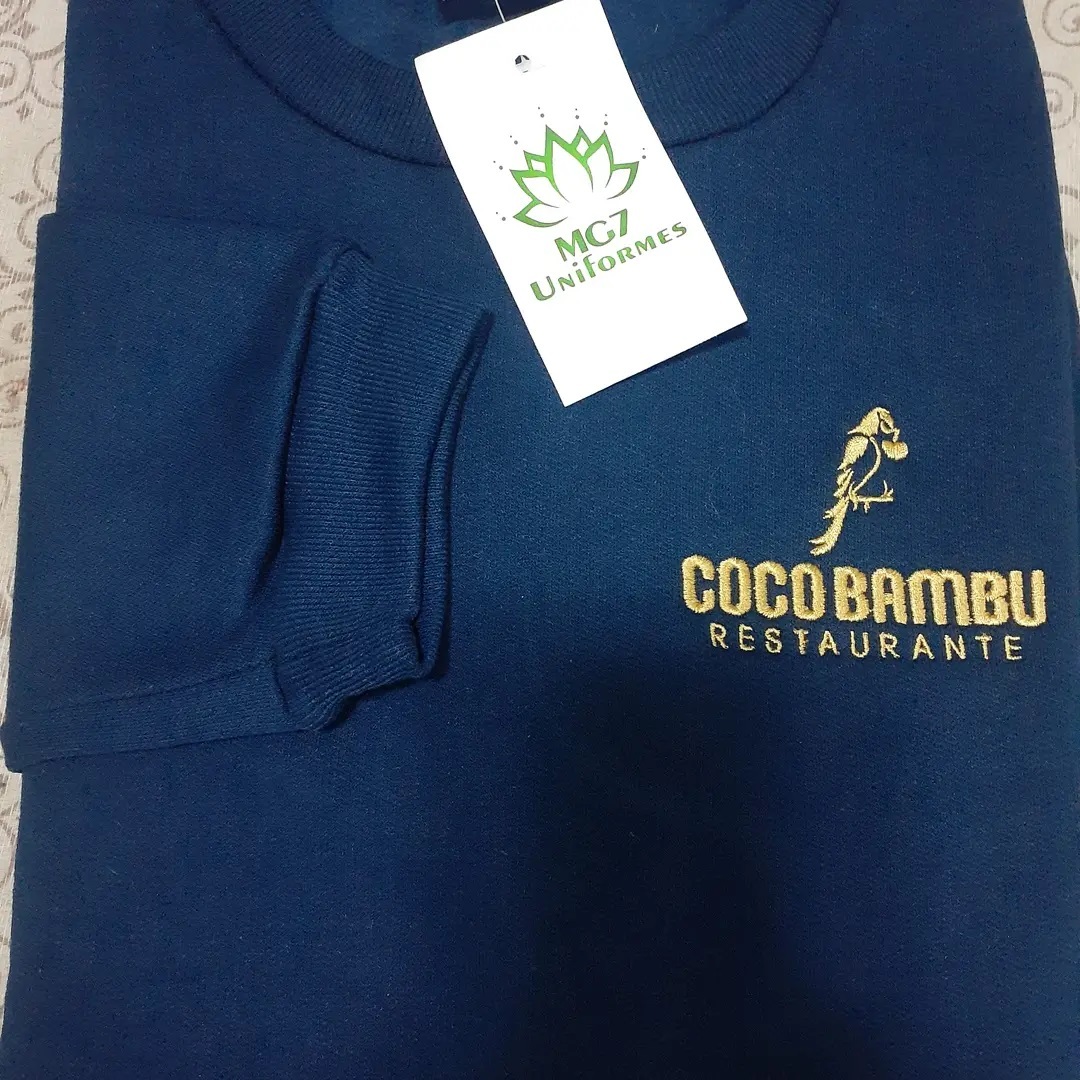 MG7
UNIFORMES
COCO BAMBU
RESTAURANTE